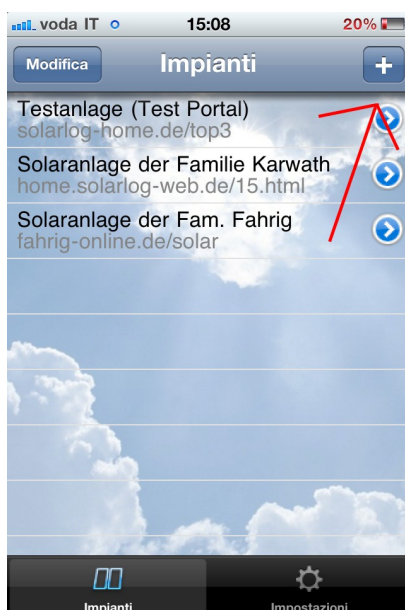 voda IT 15:08 20%
Modifica Impianti +
Testanlage (Test Portal)
solarlog-home.de/top3
Solaranlage der Familie Karwath
home.solarlog-web.de/15.html
Solaranlage der Fam. Fahrig
fahrig-online.de/solar
Impianti Impostazioni